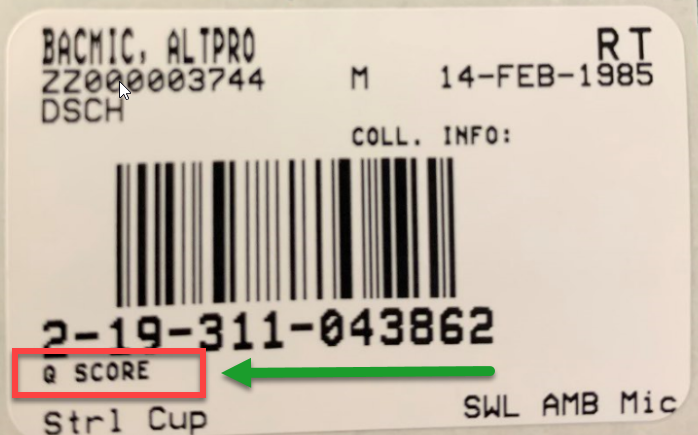 BACMIC, ALTPRO
RT
ZZ000003744 M 14-FEB-1985
DSCH
COLL. INFO:
2-19-311-043862
Q SCORE
Strl Cup
SWL AMB Mic